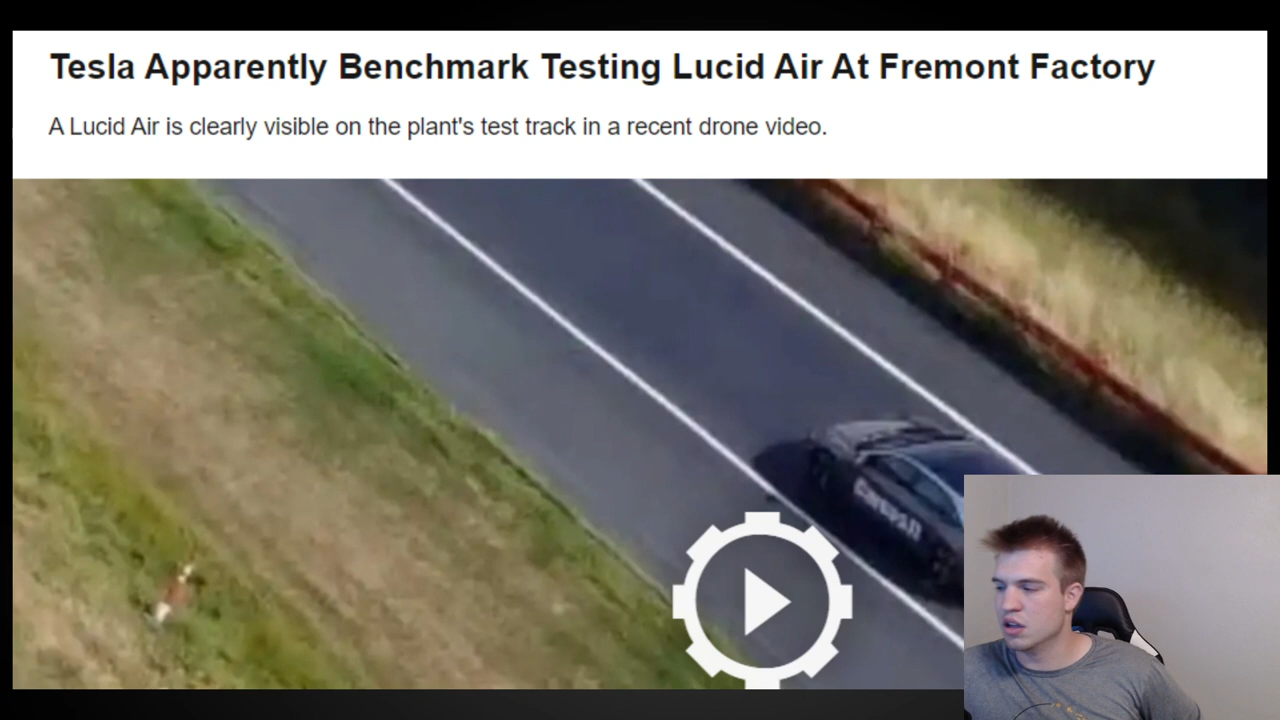 Tesla Apparently Benchmark Testing Lucid Air At Fremont Factory
A Lucid Air is clearly visible on the plant's test track in a recent drone video.